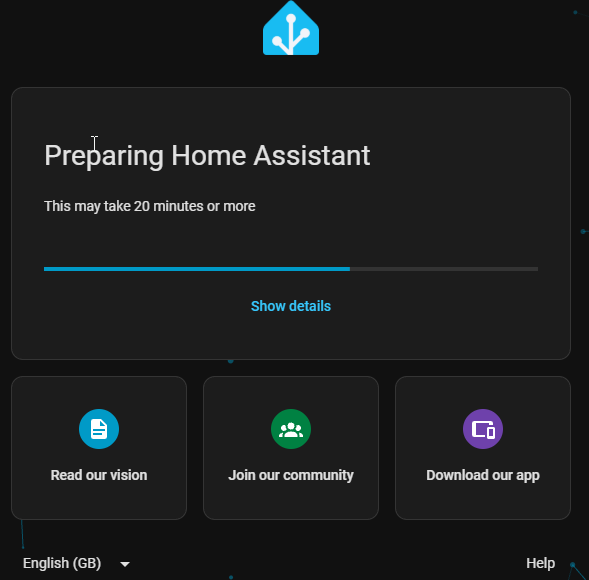 Preparing Home Assistant
This may take 20 minutes or more
Show details
Read our vision
Join our community
Download our app
English (GB)
Help